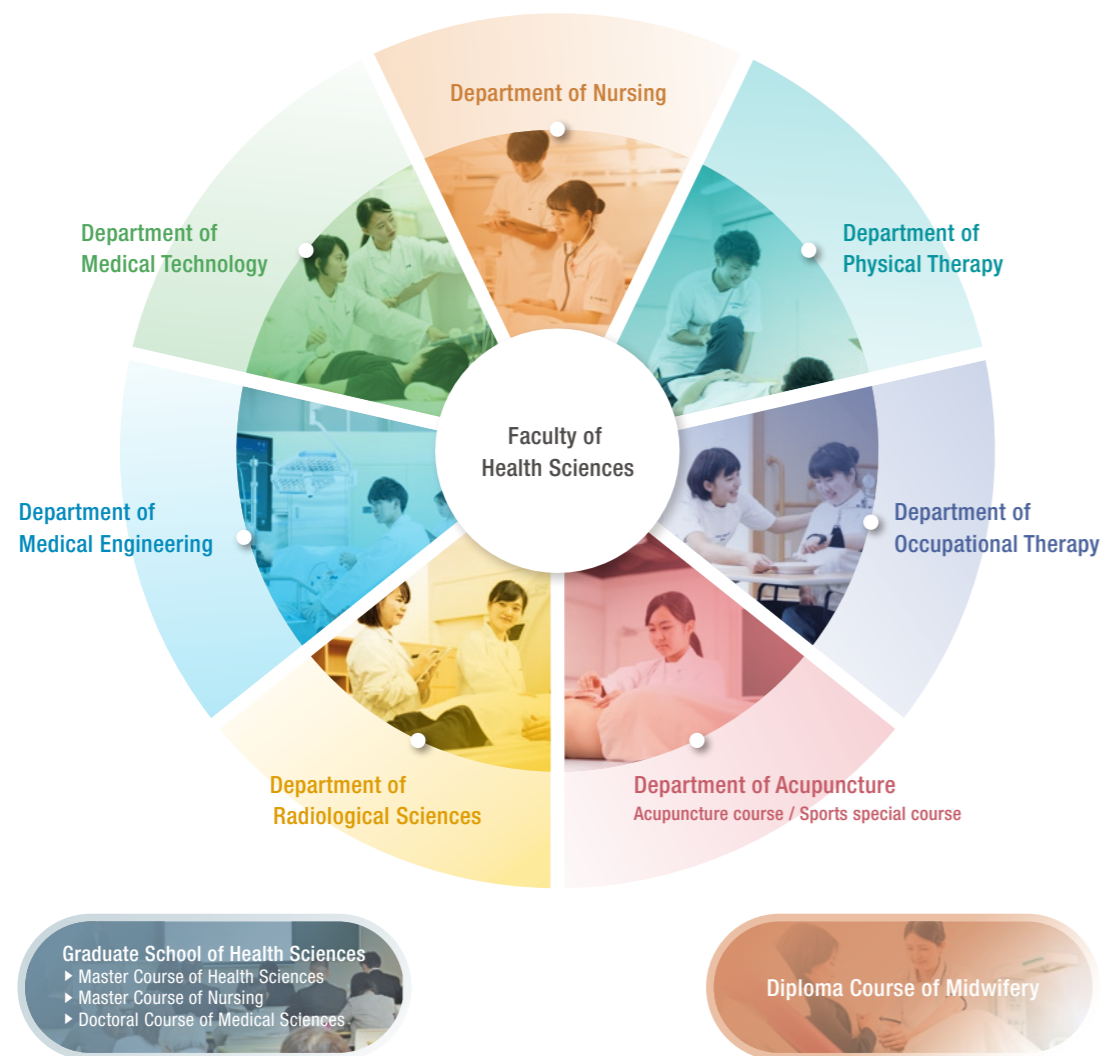 Department of Nursing
Department of
Physical Therapy
Department of
Occupational Therapy
Department of Acupuncture
Acupuncture course / Sports special course
Department of
Radiological Sciences
Department of
Medical Engineering
Department of
Medical Technology
Faculty of
Health Sciences
Graduate School of Health Sciences
Master Course of Health Sciences
Master Course of Nursing
Doctoral Course of Medical Sciences
Diploma Course of Midwifery